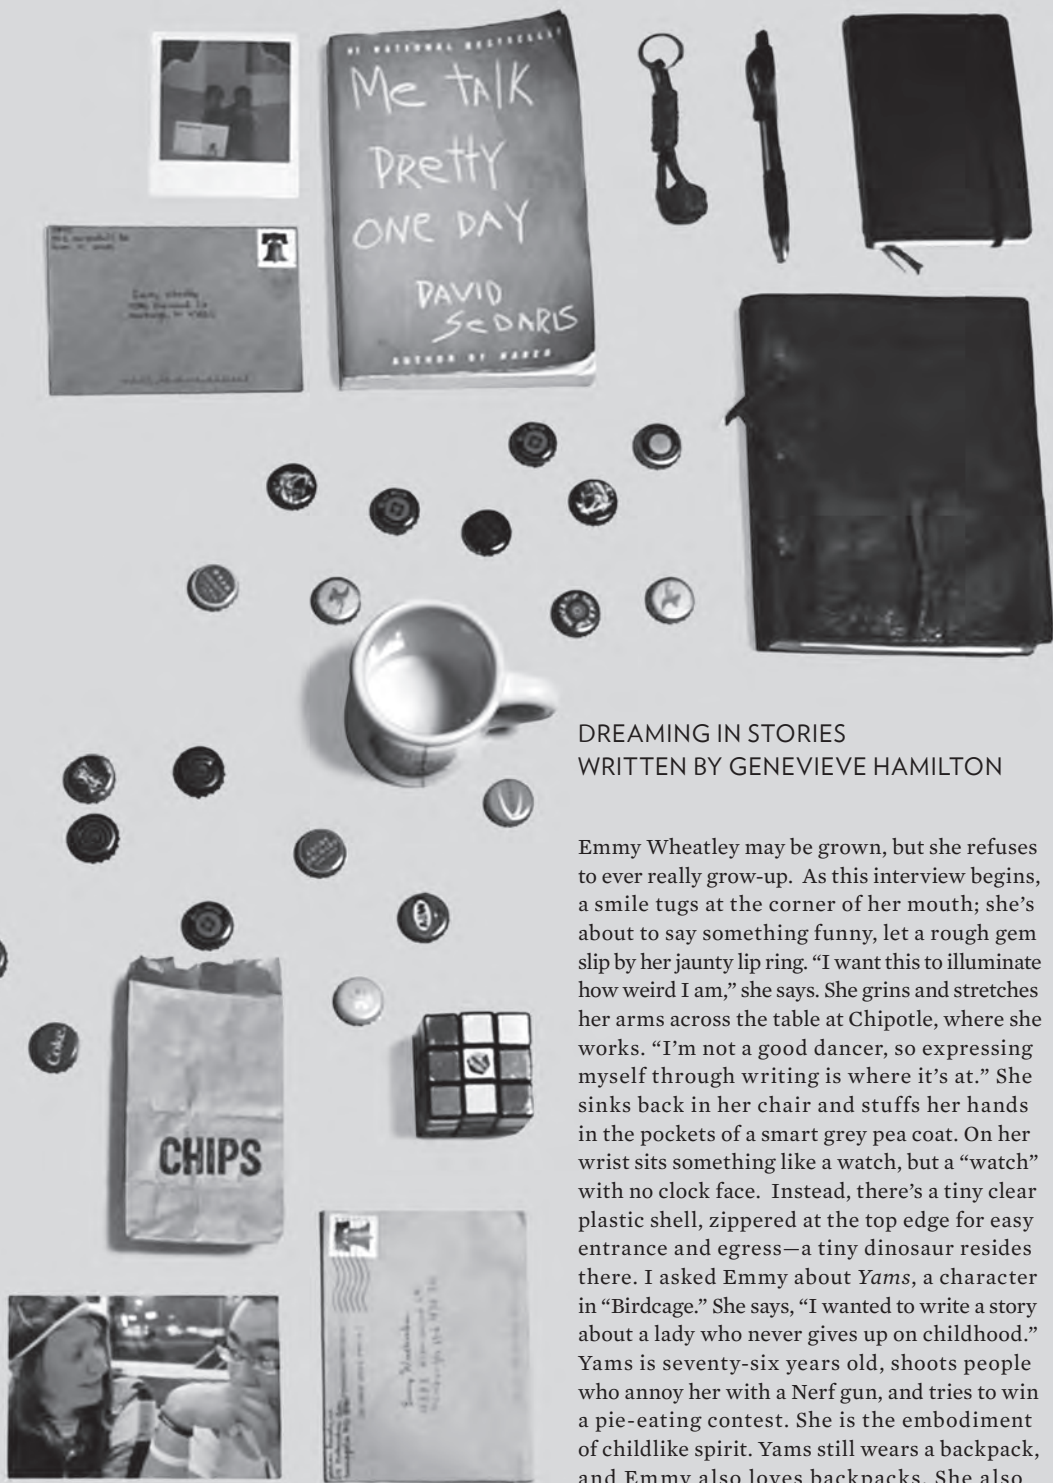 #1 NATIONAL BESTSELLER
Me TALK
PRettY
ONE DAY
DAVID
SeDARIS
AUTHOR OF NAKED
DREAMING IN STORIES
WRITTEN BY GENEVIEVE HAMILTON
Emmy Wheatley may be grown, but she refuses
to ever really grow-up.  As this interview begins,
a smile tugs at the corner of her mouth; she’s
about to say something funny, let a rough gem
slip by her jaunty lip ring. “I want this to illuminate
how weird I am,” she says. She grins and stretches
her arms across the table at Chipotle, where she
works. “I’m not a good dancer, so expressing
myself through writing is where it’s at.” She
sinks back in her chair and stuffs her hands
in the pockets of a smart grey pea coat. On her
wrist sits something like a watch, but a “watch”
with no clock face.  Instead, there’s a tiny clear
plastic shell, zippered at the top edge for easy
entrance and egress—a tiny dinosaur resides
there. I asked Emmy about Yams, a character
in “Birdcage.” She says, “I wanted to write a story
about a lady who never gives up on childhood.”
Yams is seventy-six years old, shoots people
who annoy her with a Nerf gun, and tries to win
a pie-eating contest. She is the embodiment
of childlike spirit. Yams still wears a backpack,
and Emmy also loves backpacks. She also
Coke
CHIPS